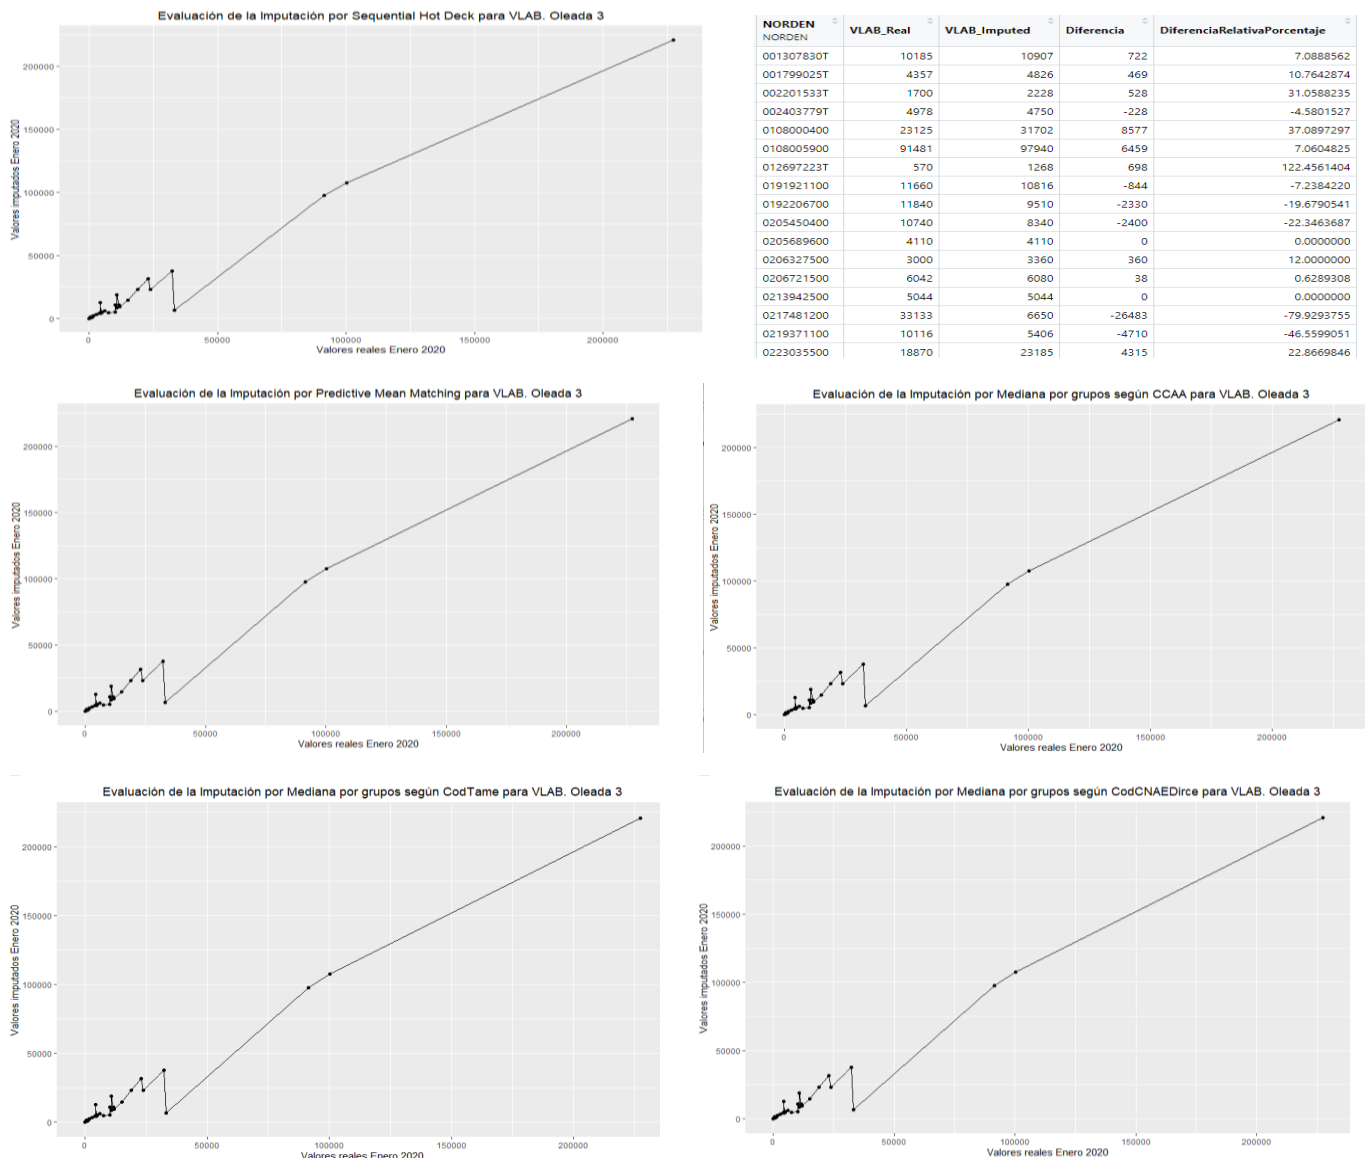 Evaluación de la Imputación por Sequential Hot Deck para VLAB. Oleada 3
Valores imputados Enero 2020
200000
150000
100000
50000
0
0 50000 100000 150000 200000
Valores reales Enero 2020
NORDEN VLAB_Real VLAB_Imputed Diferencia DiferenciaRelativaPorcentaje
NORDEN
001307830T 10185 10907 722 7.0888562
001799025T 4357 4826 469 10.7642874
002201533T 1700 2228 528 31.0588235
002403779T 4978 4750 -228 -4.5801527
0108000400 23125 31702 8577 37.0897297
0108005900 91481 97940 6459 7.0604825
012697223T 570 1268 698 122.4561404
0191921100 11660 10816 -844 -7.2384220
0192206700 11840 9510 -2330 -19.6790541
0205450400 10740 8340 -2400 -22.3463687
0205689600 4110 4110 0 0.0000000
0206327500 3000 3360 360 12.0000000
0206721500 6042 6080 38 0.6289308
0213942500 5044 5044 0 0.0000000
0217481200 33133 6650 -26483 -79.9293755
0219371100 10116 5406 -4710 -46.5599051
0223035500 18870 23185 4315 22.8669846
Evaluación de la Imputación por Predictive Mean Matching para VLAB. Oleada 3
Valores imputados Enero 2020
200000
150000
100000
50000
0
0 50000 100000 150000 200000
Valores reales Enero 2020
Evaluación de la Imputación por Mediana por grupos según CCAA para VLAB. Oleada 3
Valores imputados Enero 2020
200000
150000
100000
50000
0
0 50000 100000 150000 200000
Valores reales Enero 2020
Evaluación de la Imputación por Mediana por grupos según CodTame para VLAB. Oleada 3
Valores imputados Enero 2020
200000
150000
100000
50000
0
0 50000 100000 150000 200000
Valores reales Enero 2020
Evaluación de la Imputación por Mediana por grupos según CodCNAEDirce para VLAB. Oleada 3
Valores imputados Enero 2020
200000
150000
100000
50000
0
0 50000 100000 150000 200000
Valores reales Enero 2020